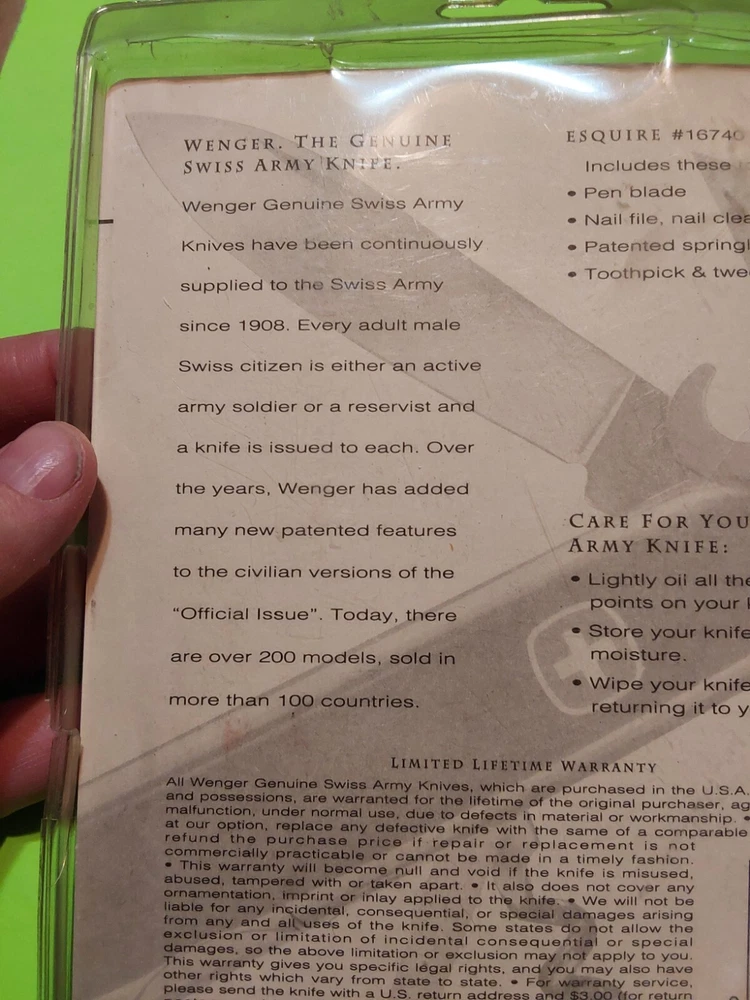 WENGER. THE GENUINE
SWISS ARMY KNIFE.
Wenger Genuine Swiss Army
Knives have been continuously
supplied to the Swiss Army
since 1908. Every adult male
Swiss citizen is either an active
army soldier or a reservist and
a knife is issued to each. Over
the years, Wenger has added
many new patented features
to the civilian versions of the
“Official Issue”. Today, there
are over 200 models, sold in
more than 100 countries.
ESQUIRE #16740
Includes these
• Pen blade
• Nail file, nail clea
• Patented springl
• Toothpick & twe
CARE FOR YOU
ARMY KNIFE:
• Lightly oil all the
points on your
• Store your knife
moisture.
• Wipe your knife
returning it to y
LIMITED LIFETIME WARRANTY
All Wenger Genuine Swiss Army Knives, which are purchased in the U.S.A.
and possessions, are warranted for the lifetime of the original purchaser, ag
malfunction, under normal use, due to defects in material or workmanship. •
at our option, replace any defective knife with the same of a comparable
refund the purchase price if repair or replacement is not
commercially practicable or cannot be made in a timely fashion.
• This warranty will become null and void if the knife is misused,
abused, tampered with or taken apart. • It also does not cover any
ornamentation, imprint or inlay applied to the knife. • We will not be
liable for any incidental, consequential, or special damages arising
from any and all uses of the knife. Some states do not allow the
exclusion or limitation of incidental consequential or special
damages, so the above limitation or exclusion may not apply to you.
This warranty gives you specific legal rights, and you may also have
other rights which vary from state to state. • For warranty service,
please send the knife with a U.S. return address and $3.00 (for return